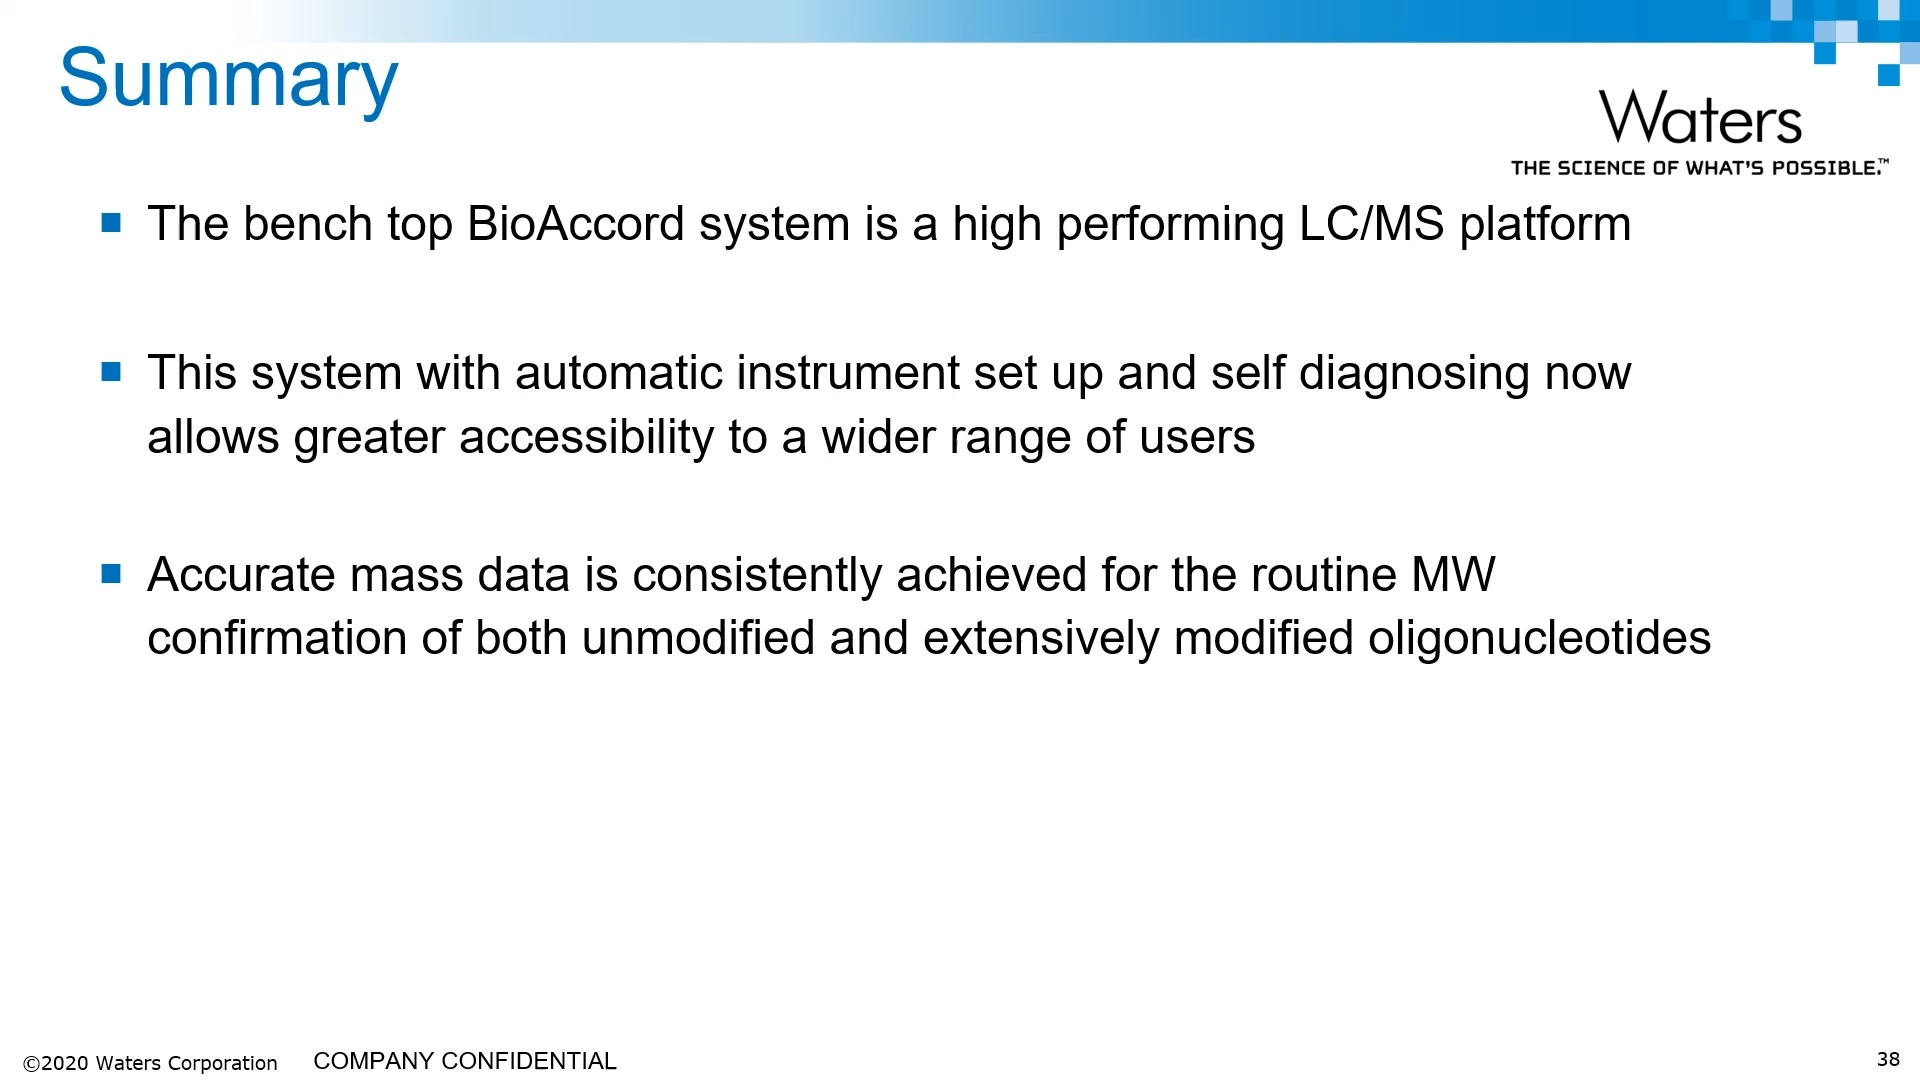 Summary
Waters
THE SCIENCE OF WHAT'S POSSIBLE.™
■ The bench top BioAccord system is a high performing LC/MS platform
■ This system with automatic instrument set up and self diagnosing now
allows greater accessibility to a wider range of users
■ Accurate mass data is consistently achieved for the routine MW
confirmation of both unmodified and extensively modified oligonucleotides
©2020 Waters Corporation COMPANY CONFIDENTIAL
38